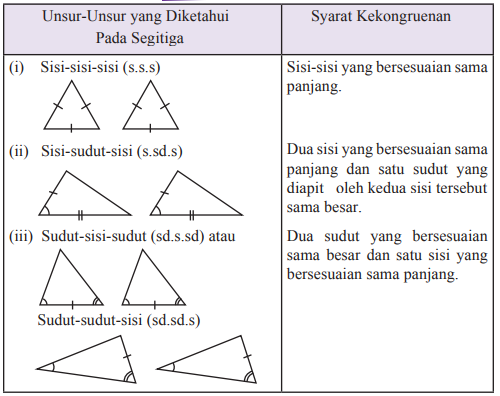 Unsur-Unsur yang Diketahui
Pada Segitiga
Syarat Kekongruenan
(i) Sisi-sisi-sisi (s.s.s)
Sisi-sisi yang bersesuaian sama
panjang.
(ii) Sisi-sudut-sisi (s.sd.s)
Dua sisi yang bersesuaian sama
panjang dan satu sudut yang
diapit oleh kedua sisi tersebut
sama besar.
(iii) Sudut-sisi-sudut (sd.s.sd) atau
Sudut-sudut-sisi (sd.sd.s)
Dua sudut yang bersesuaian
sama besar dan satu sisi yang
bersesuaian sama panjang.